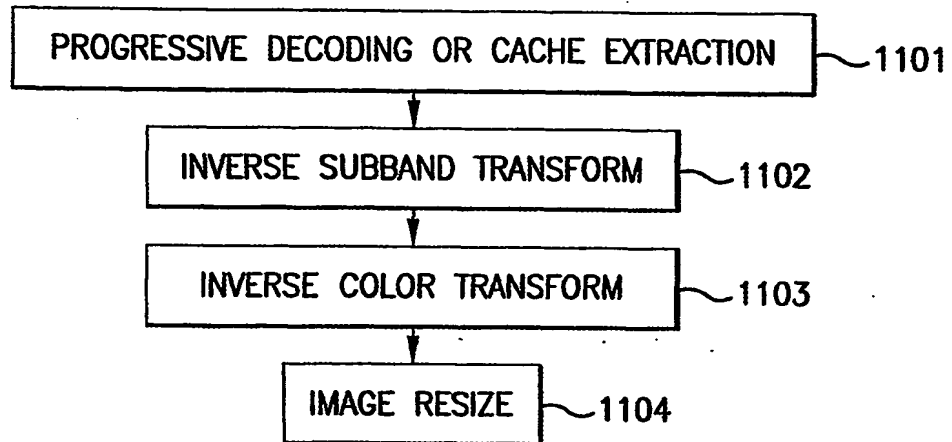 PROGRESSIVE DECODING OR CACHE EXTRACTION 1101
INVERSE SUBBAND TRANSFORM 1102
INVERSE COLOR TRANSFORM 1103
IMAGE RESIZE 1104